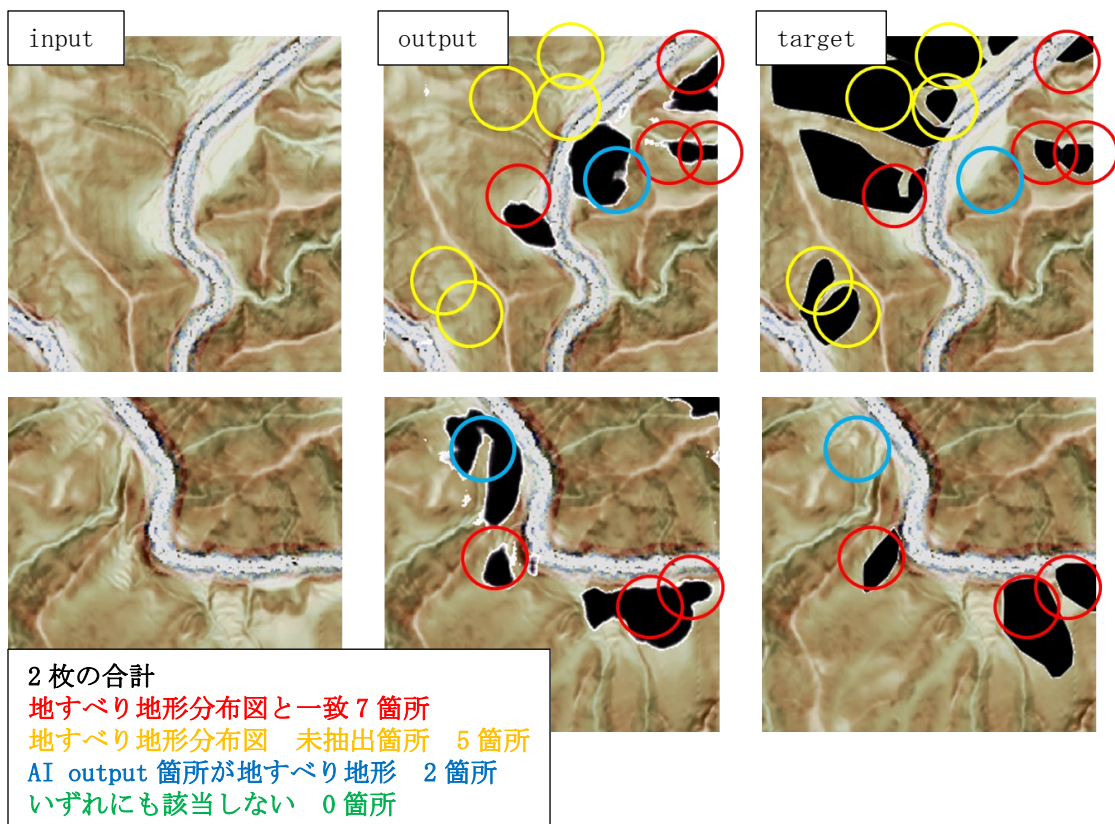 input
output
target
2枚の合計
地すべり地形分布図と一致7箇所
地すべり地形分布図　未抽出箇所　5箇所
AI output箇所が地すべり地形　2箇所
いずれにも該当しない　0箇所